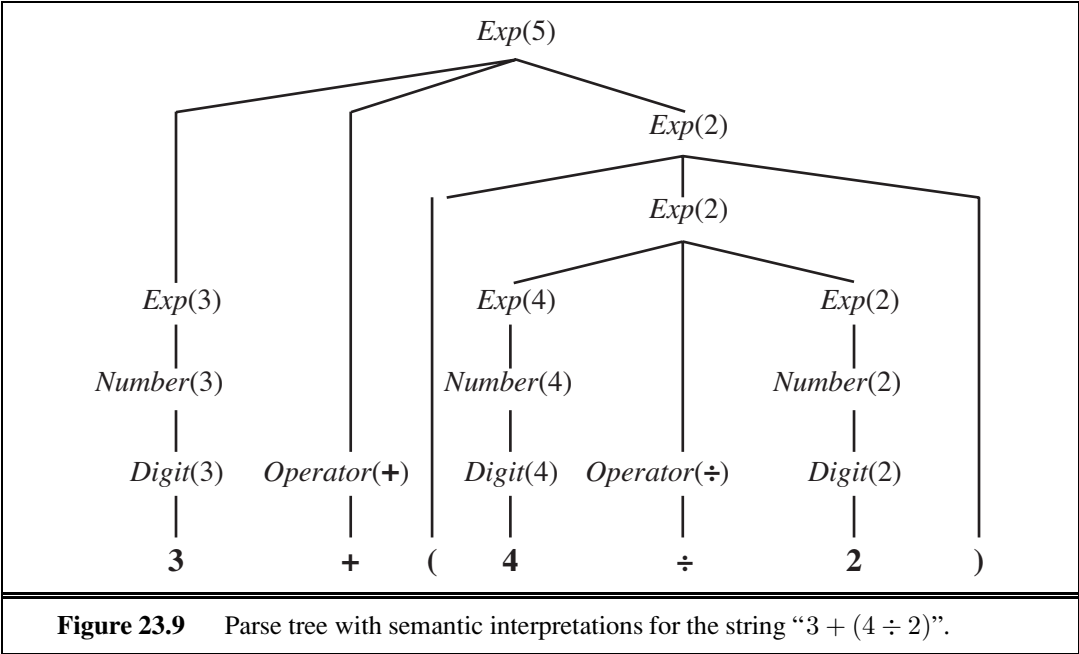 Exp(5)
Exp(2)
Exp(2)
Exp(3) Exp(4) Exp(2)
Number(3) Number(4) Number(2)
Digit(3) Operator(+) Digit(4) Operator(÷) Digit(2)
3 + ( 4 ÷ 2 )
Figure 23.9 Parse tree with semantic interpretations for the string “3 + (4 ÷ 2)”.